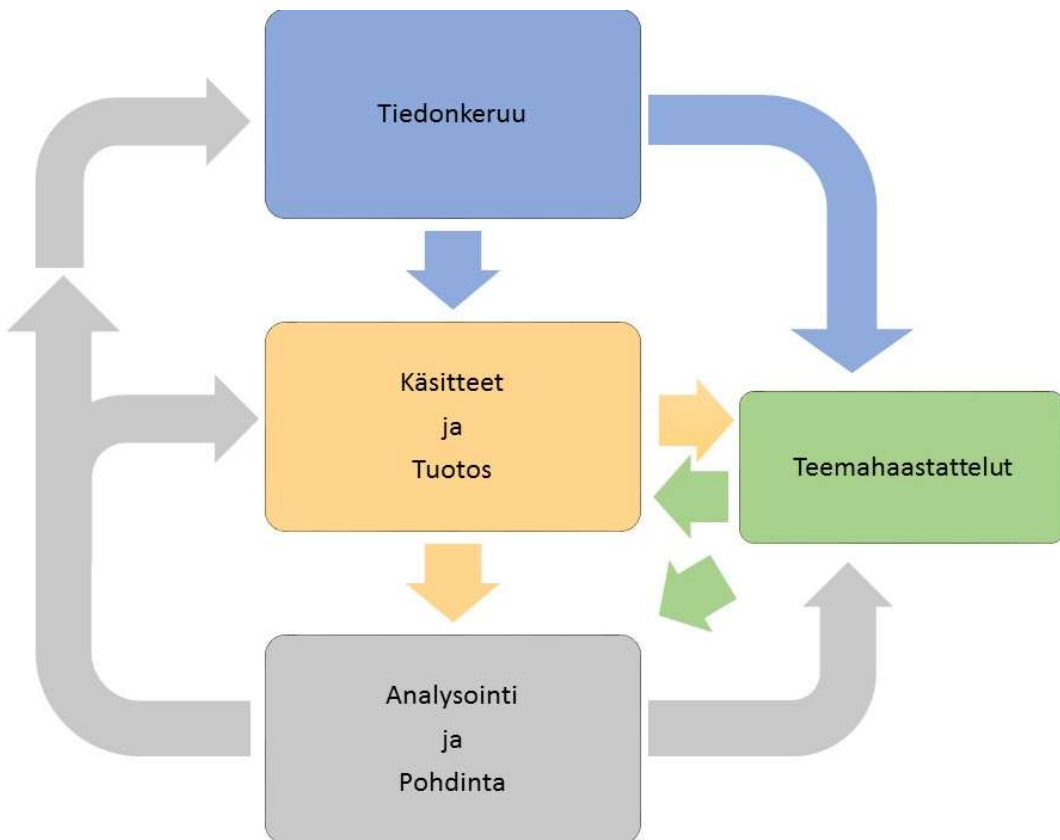 Tiedonkeruu
Käsitteet
ja
Tuotos
Teemahaastattelut
Analysointi
ja
Pohdinta